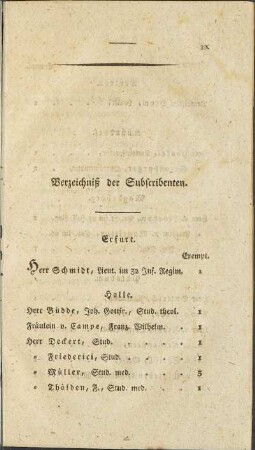 IX
Verzeichniß der Subscribenten.
Erfurt.
Exempl.
Herr Schmidt, Lieut. im 32 Inf. Regim. 1
Halle.
Herr Büdde, Joh. Gottfr., Stud. theol. 1
Fräulein v. Campe, Franz. Wilhelm. . . 1
Herr Deckert, Stud. . . . . . 1
„ Friederici, Stud. . . . . 1
„ Müller, Stud. med. . . . 3
„ Thülden, F., Stud. med. . . . 1